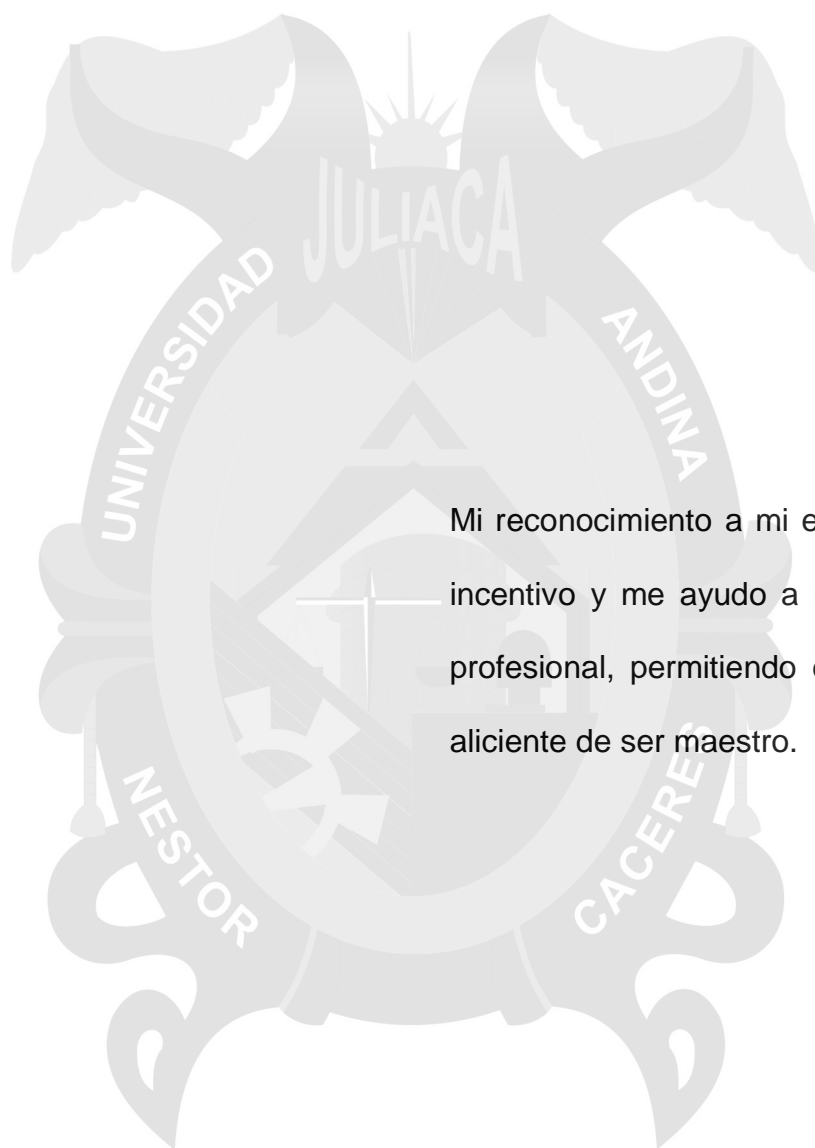 JULIACA
UNIVERSIDAD
ANDINA
Mi reconocimiento a mi
incentivo y me ayudo a
profesional, permitiendo
aliciente de ser maestro.
NESTOR
CACERES